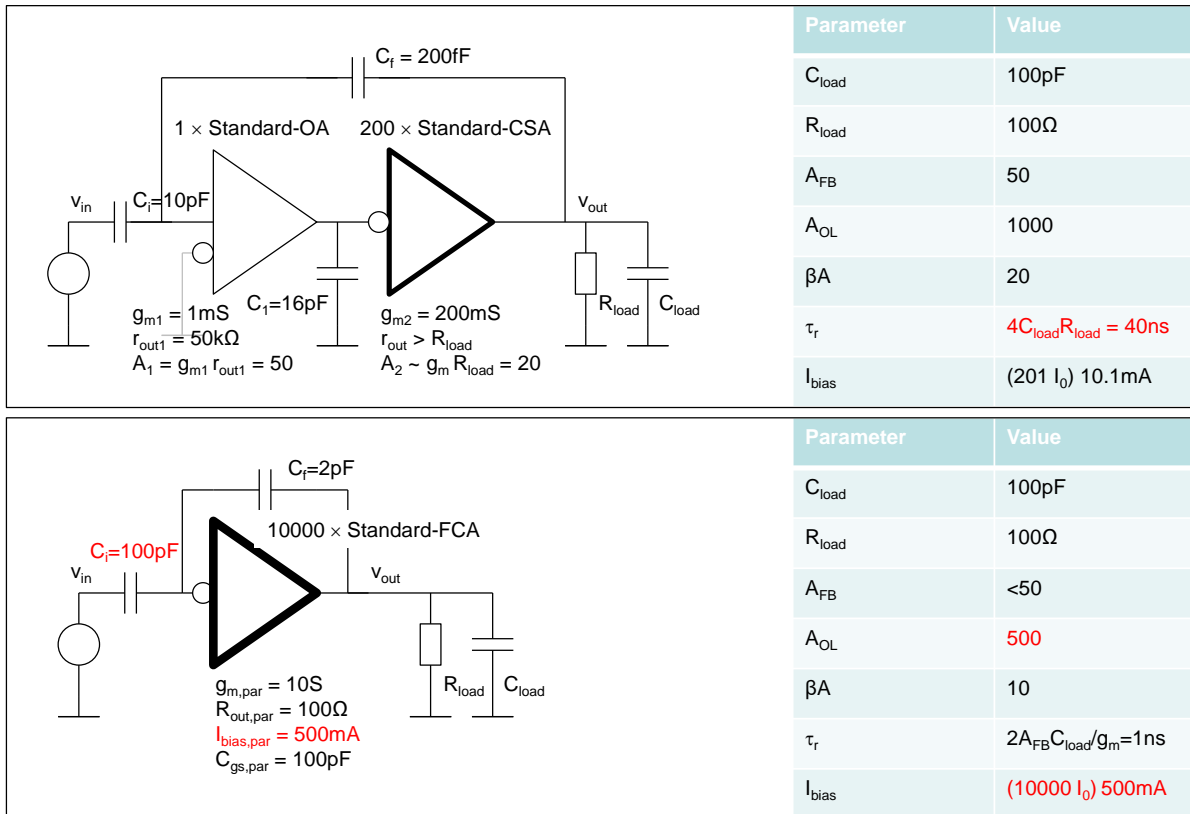 C_f = 200fF
1 × Standard-OA
200 × Standard-CSA
v_in
C_i=10pF
v_out
C_1=16pF
R_load
C_load
g_m1 = 1mS
r_out1 = 50kΩ
A_1 = g_m1 r_out1 = 50
g_m2 = 200mS
r_out > R_load
A_2 ~ g_m R_load = 20
Parameter Value
C_load 100pF
R_load 100Ω
A_FB 50
A_OL 1000
βA 20
τ_r 4C_load R_load = 40ns
I_bias (201 I_0) 10.1mA
C_f=2pF
10000 × Standard-FCA
C_i=100pF
v_in
v_out
R_load
C_load
g_m,par = 10S
R_out,par = 100Ω
I_bias,par = 500mA
C_gs,par = 100pF
Parameter Value
C_load 100pF
R_load 100Ω
A_FB <50
A_OL 500
βA 10
τ_r 2A_FB C_load/g_m=1ns
I_bias (10000 I_0) 500mA